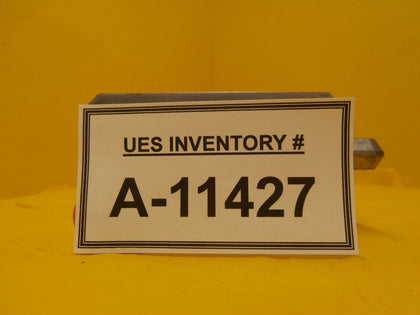 UES INVENTORY #
A-11427